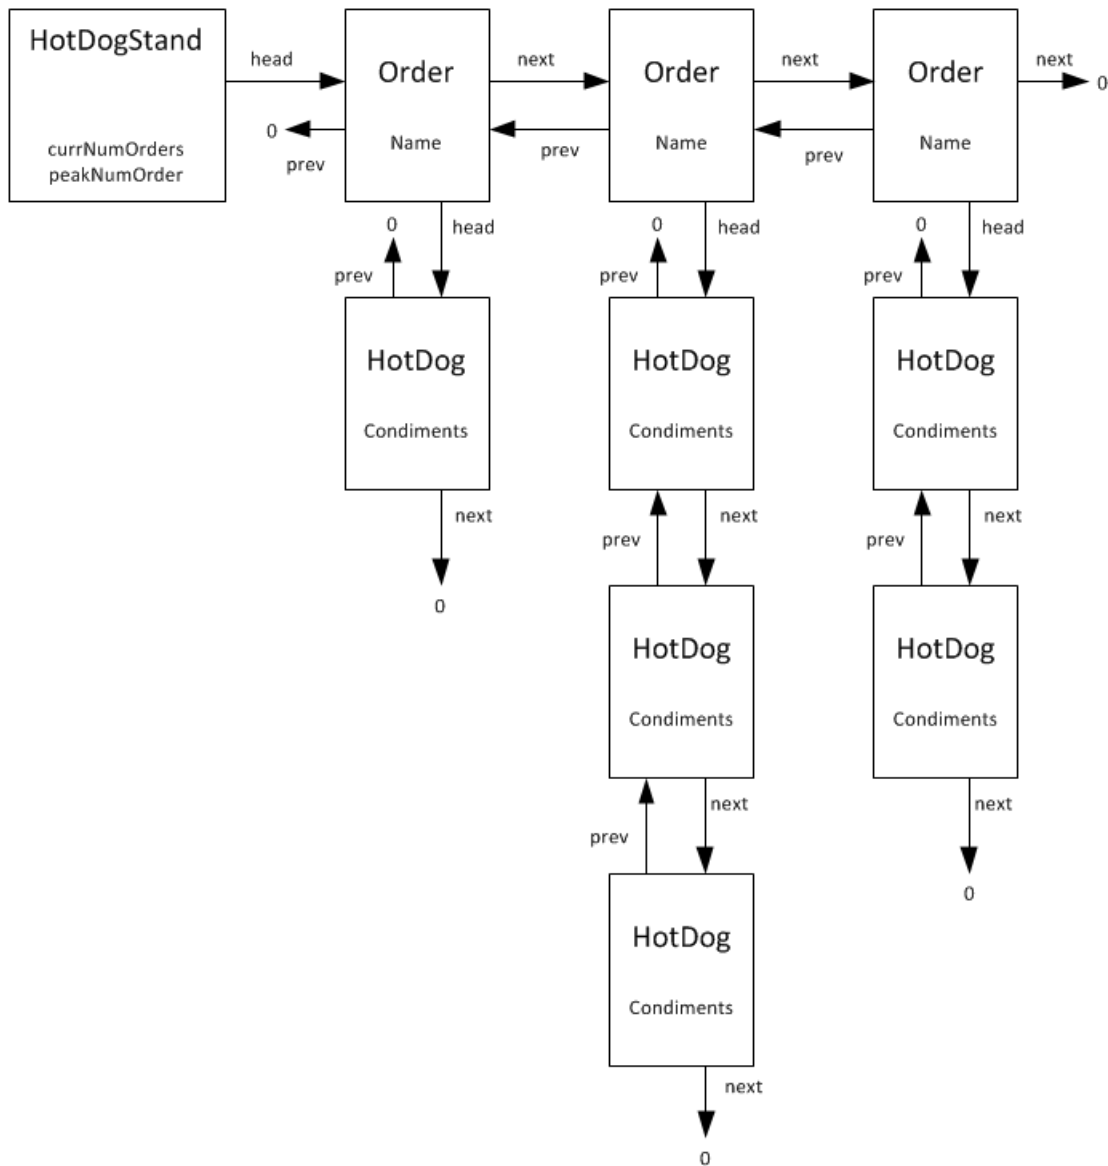 HotDogStand
currNumOrders
peakNumOrder
head
Order
Name
next
Order
Name
next
Order
Name
next
0
0
prev
prev
prev
0
head
0
head
0
head
prev
prev
prev
HotDog
Condiments
HotDog
Condiments
HotDog
Condiments
next
next
next
prev
prev
0
HotDog
Condiments
HotDog
Condiments
next
next
prev
0
HotDog
Condiments
next
0